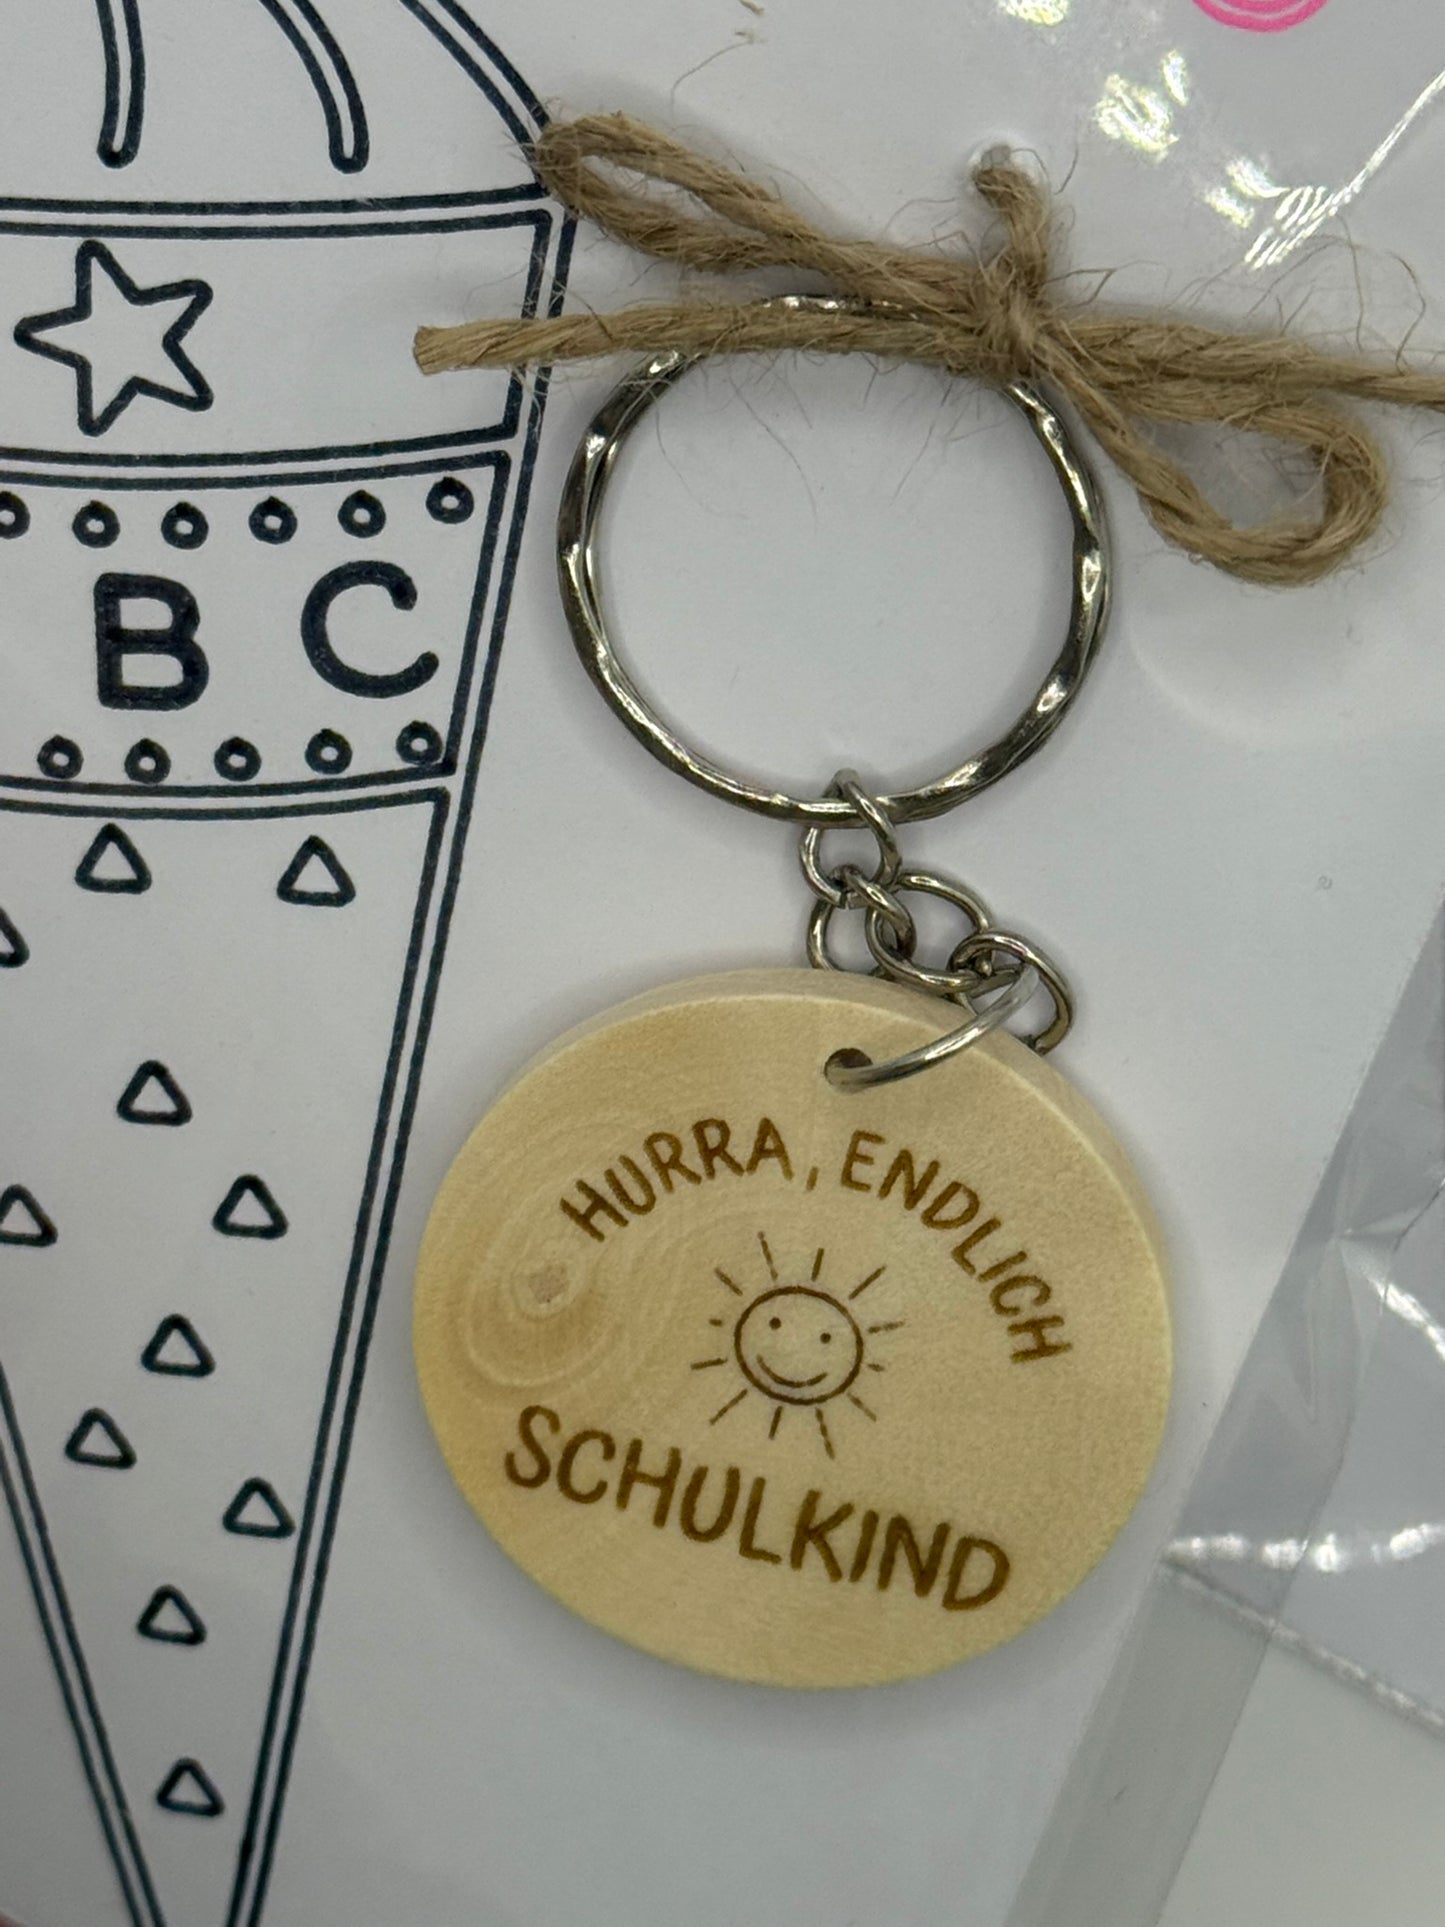 B C
HURRA, ENDLICH
SCHULKIND